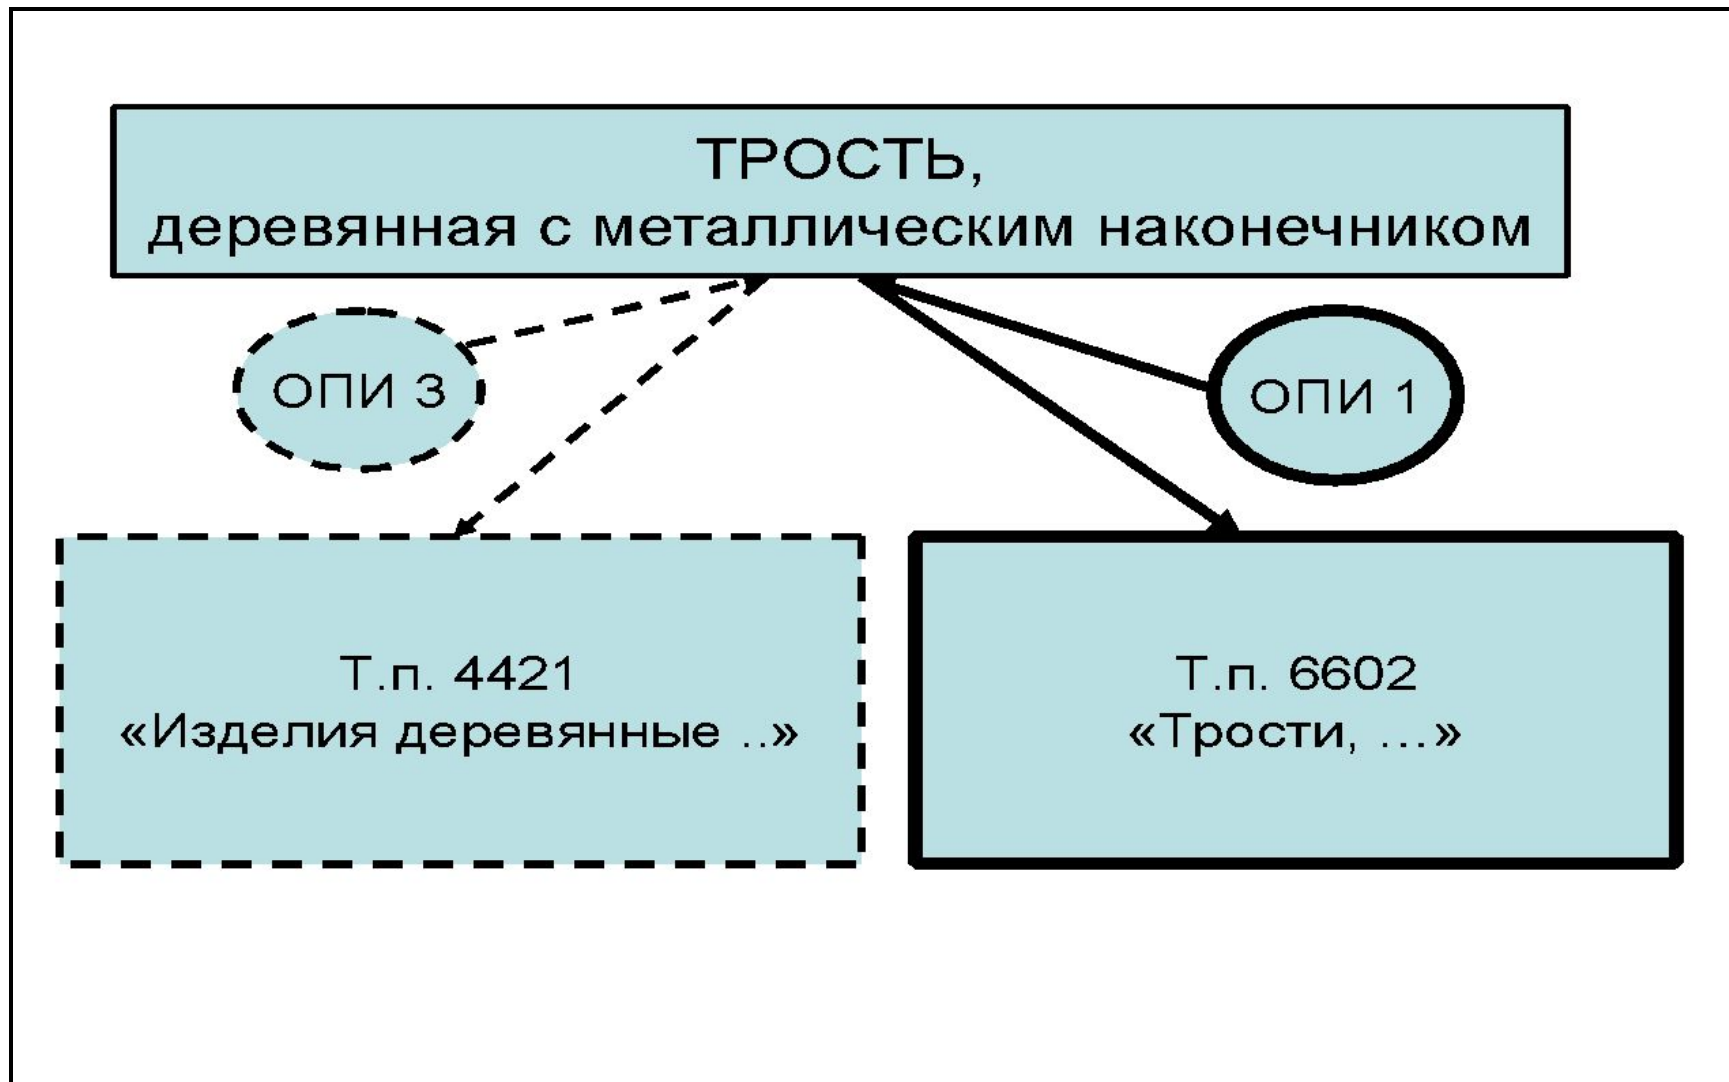 ТРОСТЬ,
деревянная с металлическим наконечником
ОПИ 3
ОПИ 1
Т.п. 4421
«Изделия деревянные ..»
Т.п. 6602
«Трости, ...»